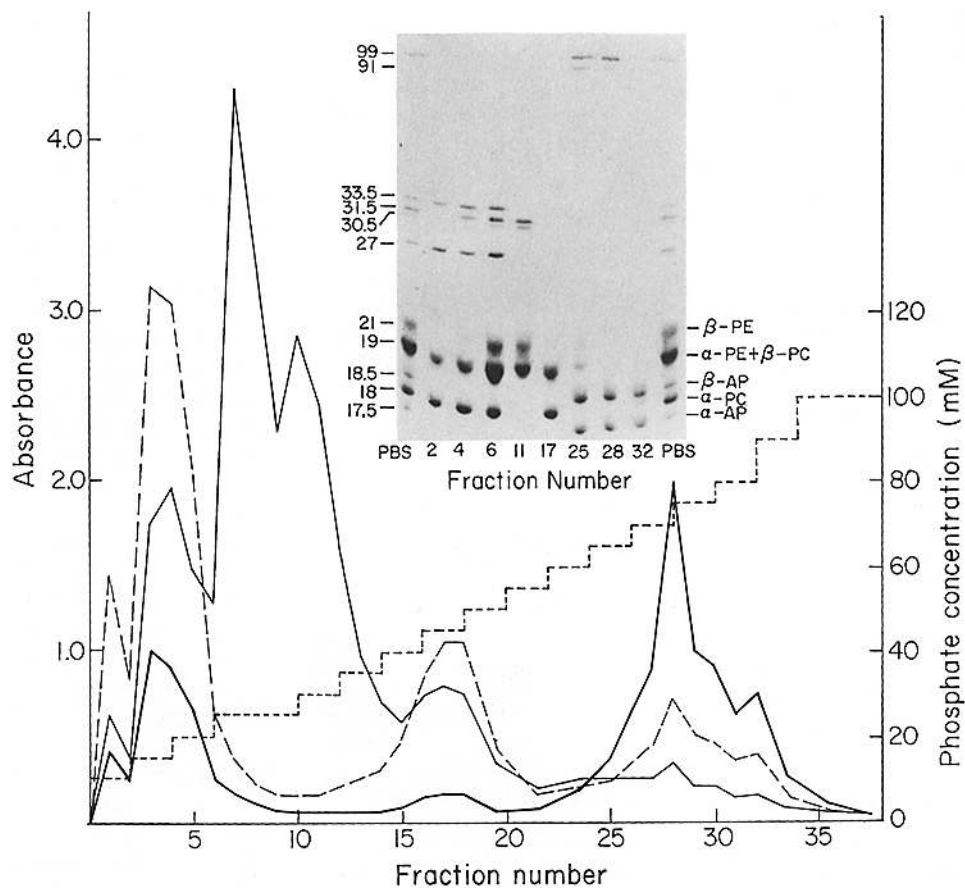 99
91
33.5
31.5
30.5
27
21
19
18.5
18
17.5
β-PE
α-PE+β-PC
β-AP
α-PC
α-AP
PBS 2 4 6 11 17 25 28 32 PBS
Fraction Number
Absorbance
4.0
3.0
2.0
1.0
0
Phosphate concentration (mM)
120
100
80
60
40
20
0
5 10 15 20 25 30 35
Fraction number